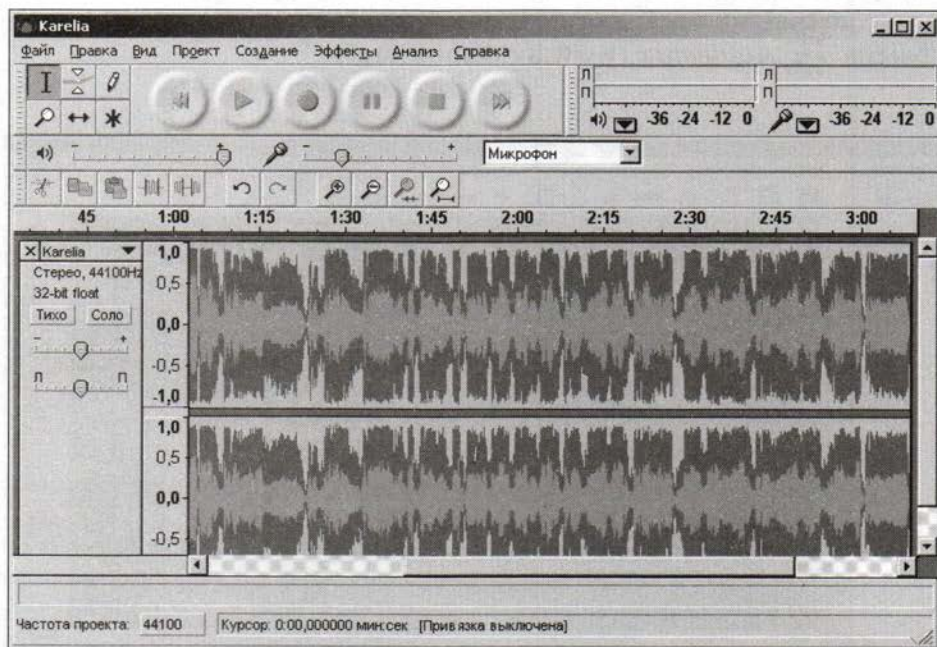 Karelia
Файл Правка Вид Проект Создание Эффекты Анализ Справка
Л Л
П П
-36 -24 -12 0 -36 -24 -12 0
- + - + Микрофон
45 1:00 1:15 1:30 1:45 2:00 2:15 2:30 2:45 3:00
X Karelia
Стерео, 44100Hz
32-bit float
Тихо Соло
- +
Л П
1,0
0,5
0,0
-0,5
-1,0
1,0
0,5
0,0
-0,5
Частота проекта: 44100 Курсор: 0:00,000000 мин:сек [Привязка выключена]